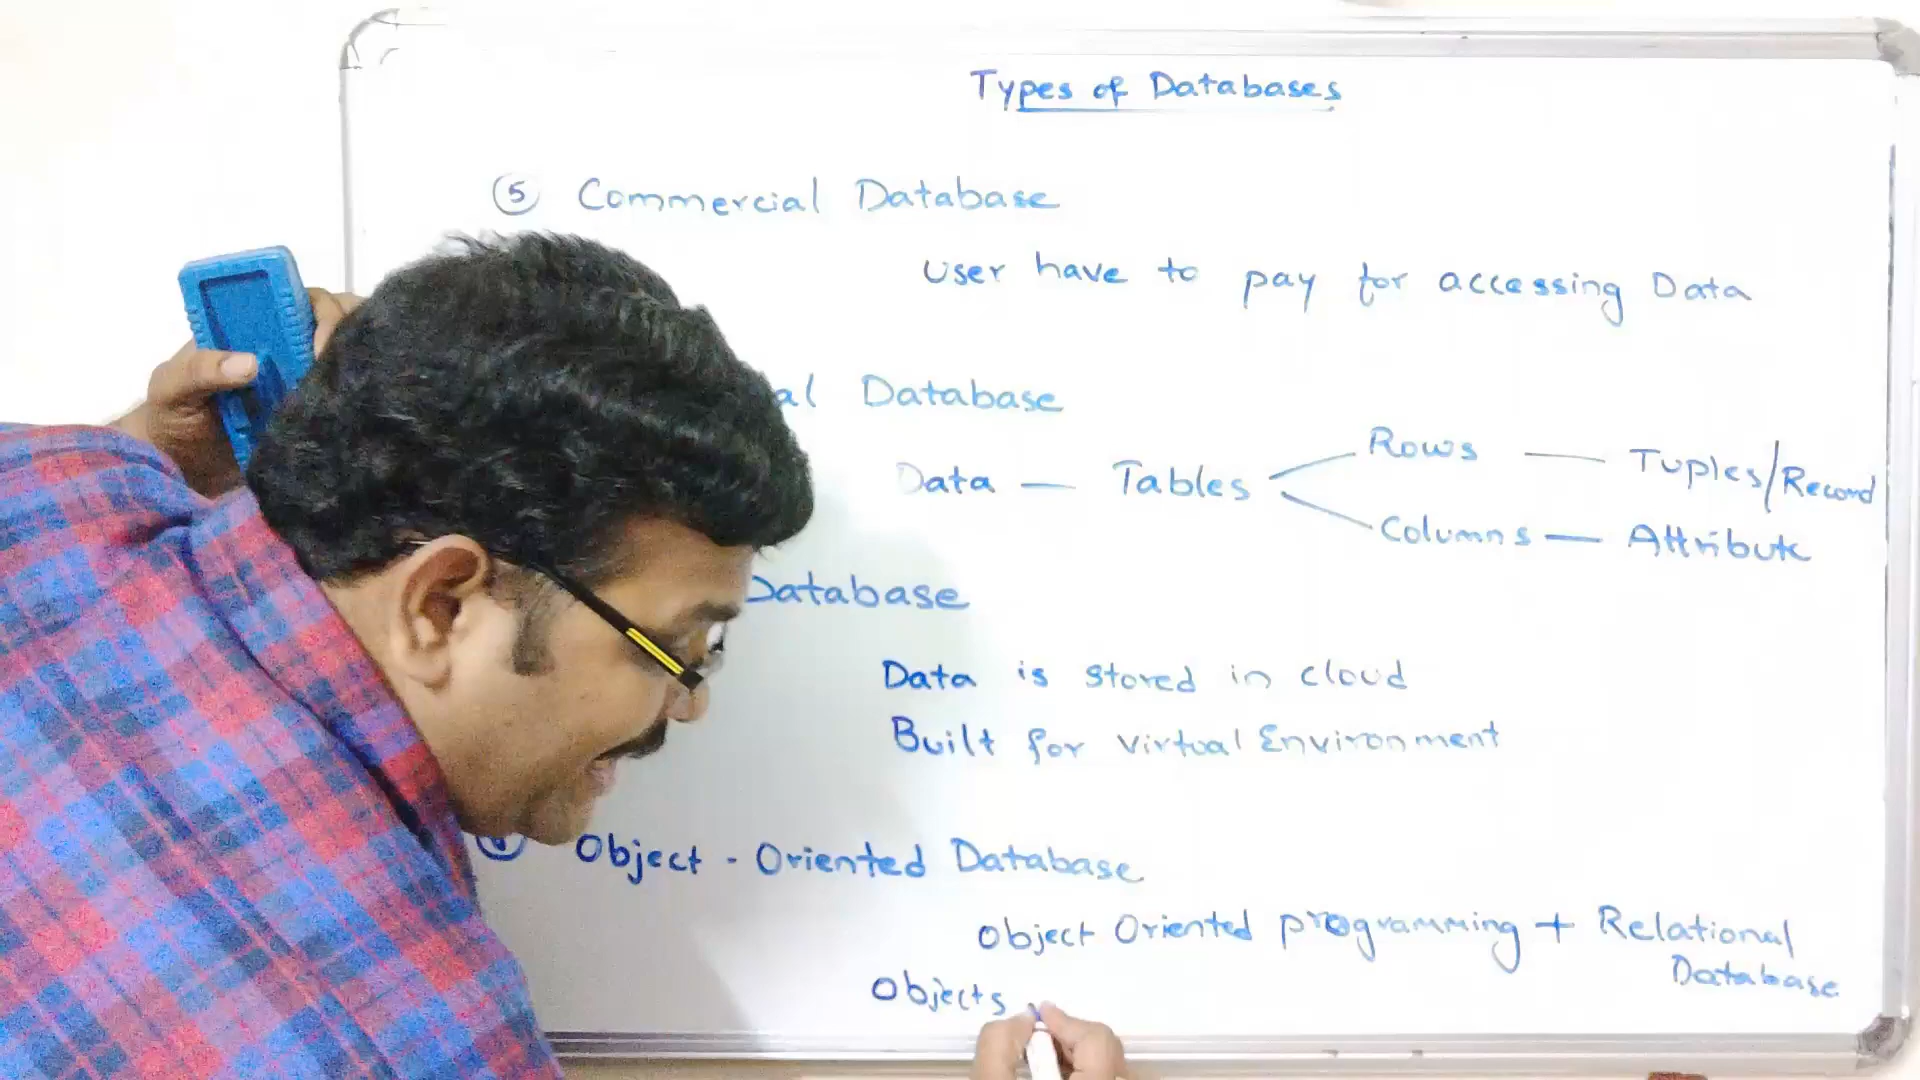 Types of Databases
5 Commercial Database
User have to pay for accessing Data
al Database
Data — Tables
Rows — Tuples/Record
Columns — Attribute
Database
Data is stored in cloud
Built for virtual Environment
Object - Oriented Database
Object Oriented programming + Relational
Database
Objects